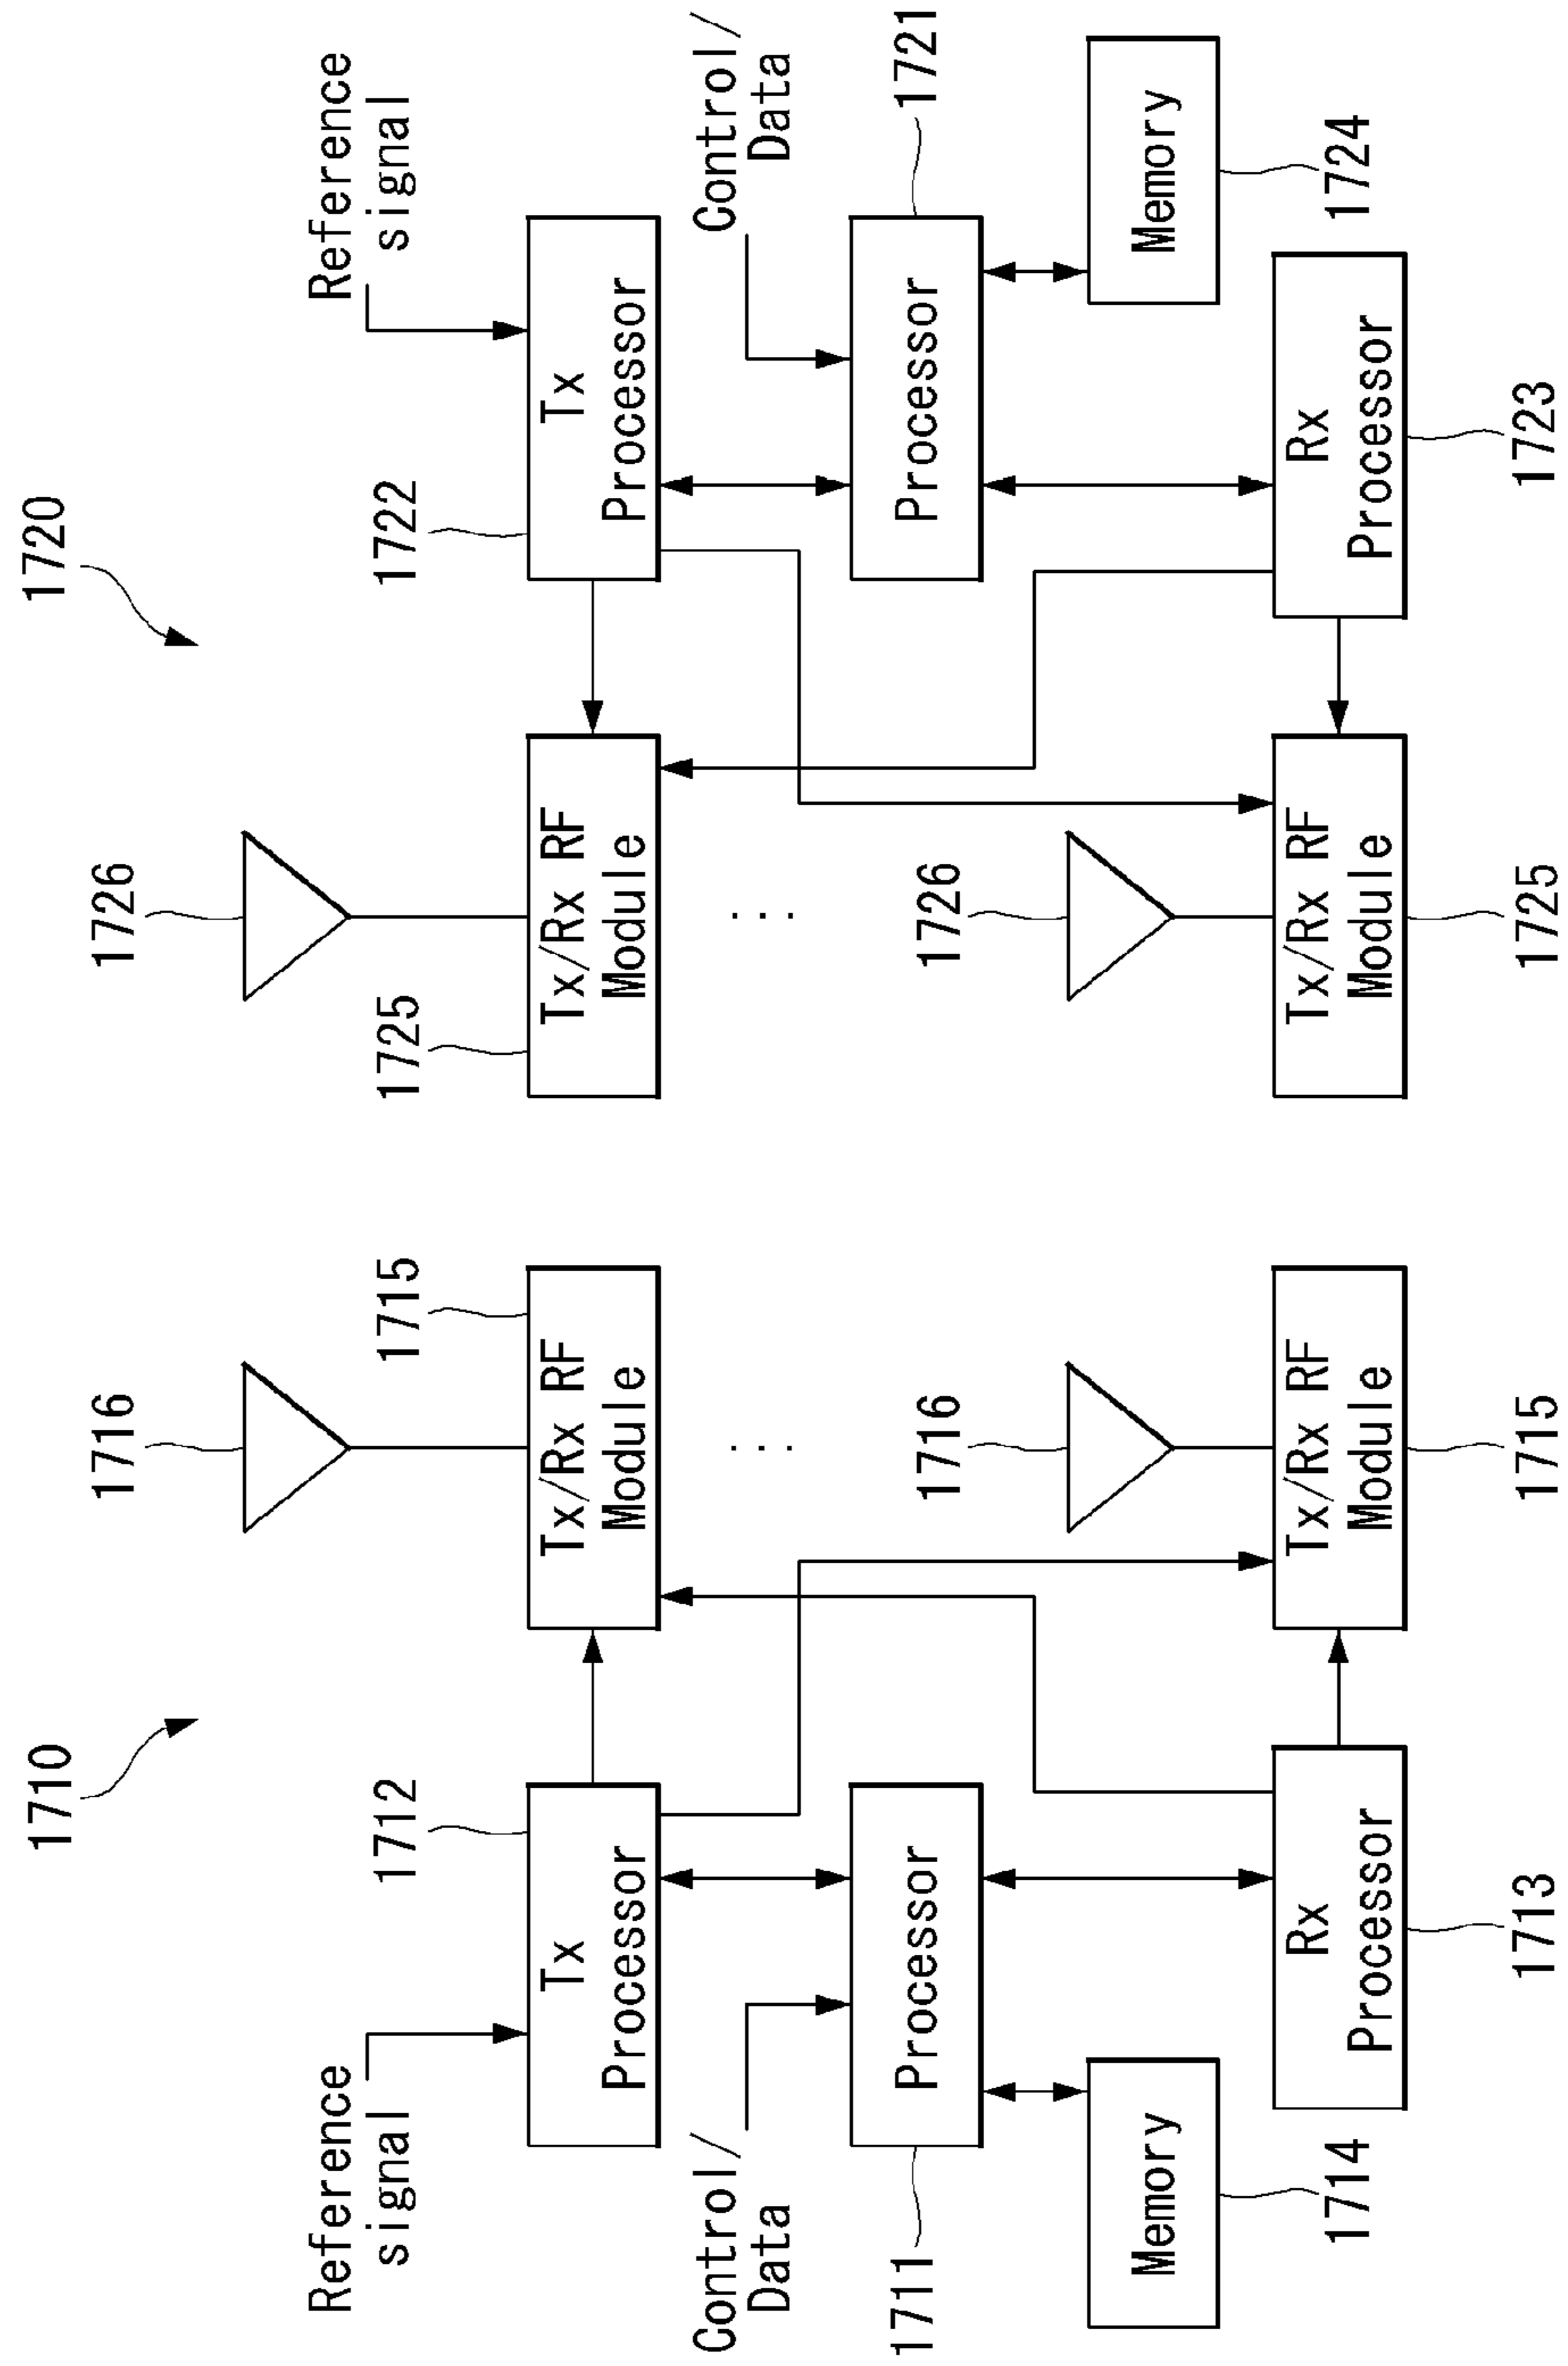 1710
1720
1716
1726
Reference
signal
1712
1715
1725
1722
Reference
signal
Tx
Processor
Tx/Rx RF
Module
Tx/Rx RF
Module
Tx
Processor
Control/
Data
...
...
Control/
Data
1711
Processor
1716
1726
Processor
1721
Memory
1714
Memory
1724
Rx
Processor
Tx/Rx RF
Module
Tx/Rx RF
Module
Rx
Processor
1713
1715
1725
1723